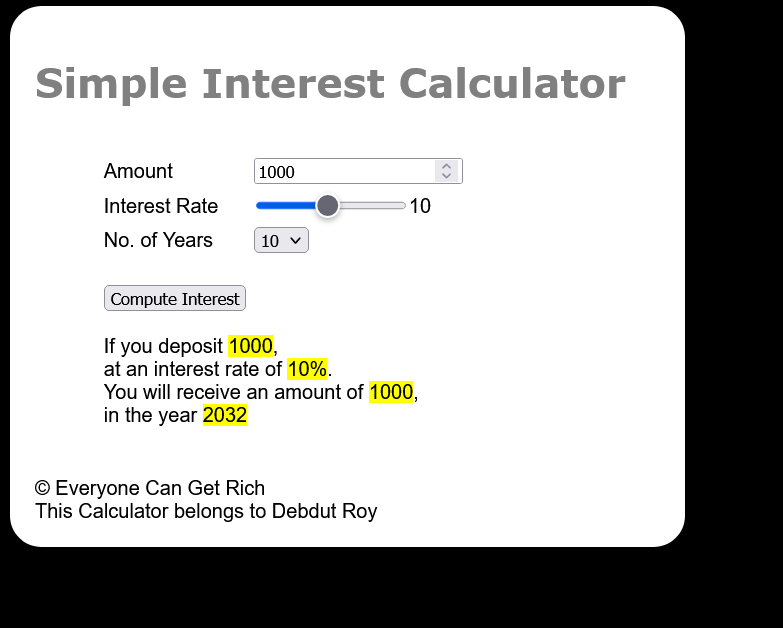 Simple Interest Calculator
Amount 1000
Interest Rate 10
No. of Years 10
Compute Interest
If you deposit 1000,
at an interest rate of 10%.
You will receive an amount of 1000,
in the year 2032
© Everyone Can Get Rich
This Calculator belongs to Debdut Roy